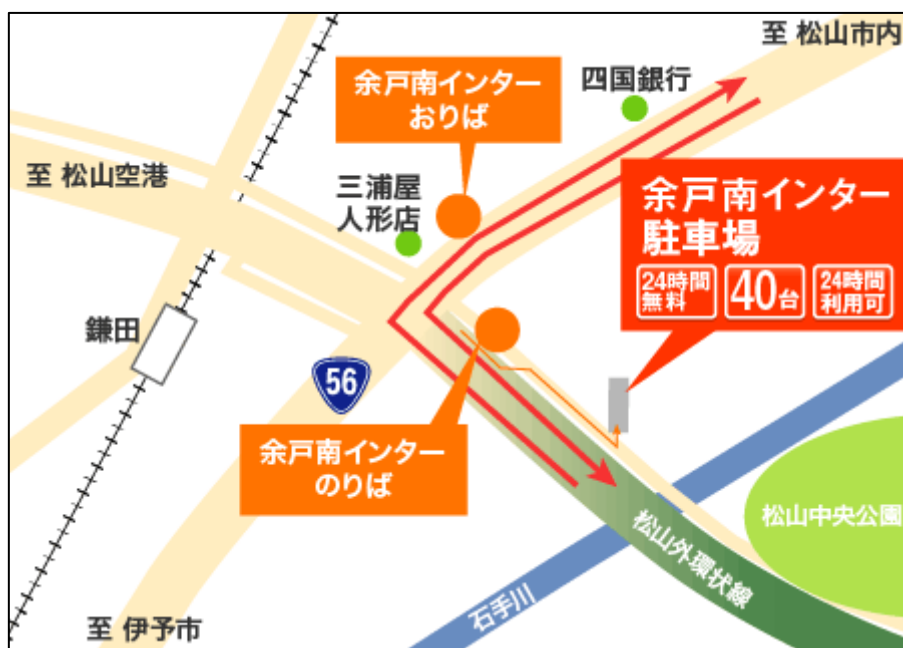 至 松山市内
余戸南インター
おりば
四国銀行
至 松山空港
三浦屋
人形店
余戸南インター
駐車場
24時間
無料
40台
24時間
利用可
鎌田
56
余戸南インター
のりば
松山中央公園
松山外環状線
石手川
至 伊予市